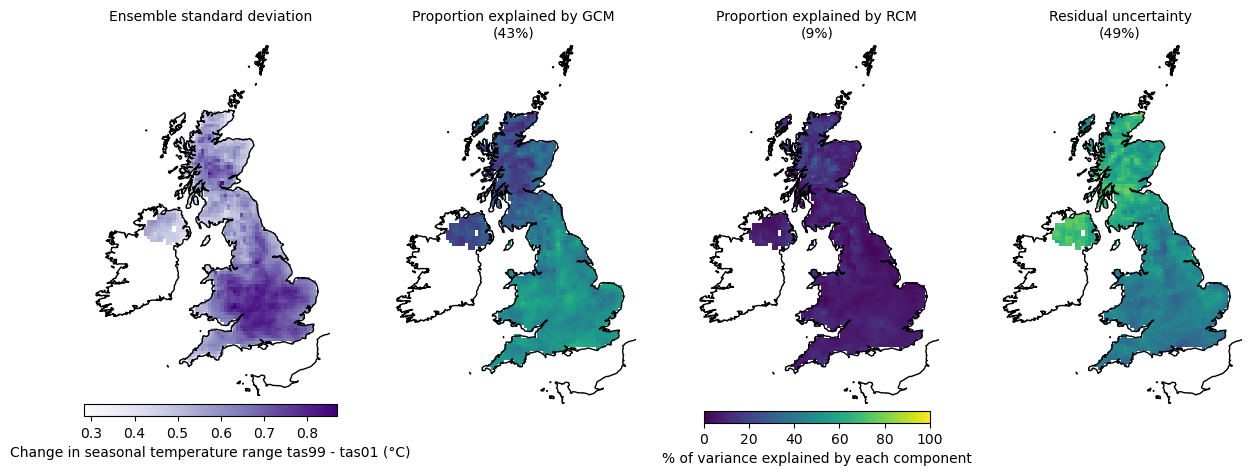 Ensemble standard deviation
Proportion explained by GCM
(43%)
Proportion explained by RCM
(9%)
Residual uncertainty
(49%)
0.3 0.4 0.5 0.6 0.7 0.8
Change in seasonal temperature range tas99 - tas01 (°C)
0 20 40 60 80 100
% of variance explained by each component